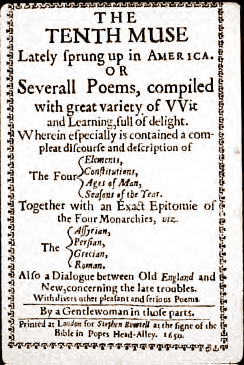 THE
TENTH MUSE
Lately sprung up in AMERICA.
OR
Severall Poems, compiled
with great variety of VVit
and Learning, full of delight.
Wherein eſpecially is contained a com-
pleat diſcourſe and deſcription of
The Four
Elements,
Conſtitutions,
Ages of Man,
Seaſons of the Year.
Together with an Exact Epitomie of
the Four Monarchies, viz.
The
Aſſyrian,
Perſian,
Grecian,
Roman.
Alſo a Dialogue between Old England and
New, concerning the late troubles.
With divers other pleaſant and ſerious Poems.
By a Gentlewoman in thoſe parts.
Printed at London for Stephen Bowtell at the ſigne of the
Bible in Popes Head-Alley. 1650.